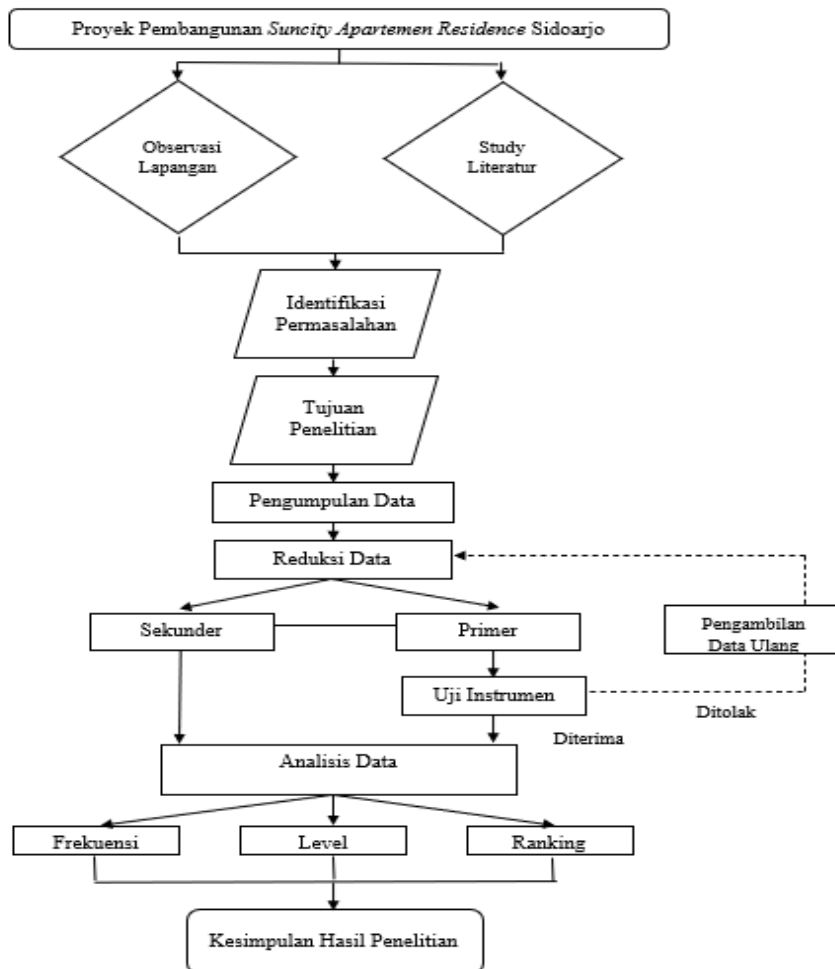 Proyek Pembangunan Suncity Apartemen Residence Sidoarjo
Observasi
Lapangan
Study
Literatur
Identifikasi
Permasalahan
Tujuan
Penelitian
Pengumpulan Data
Reduksi Data
Sekunder
Primer
Pengambilan
Data Ulang
Uji Instrumen
Ditolak
Diterima
Analisis Data
Frekuensi
Level
Ranking
Kesimpulan Hasil Penelitian